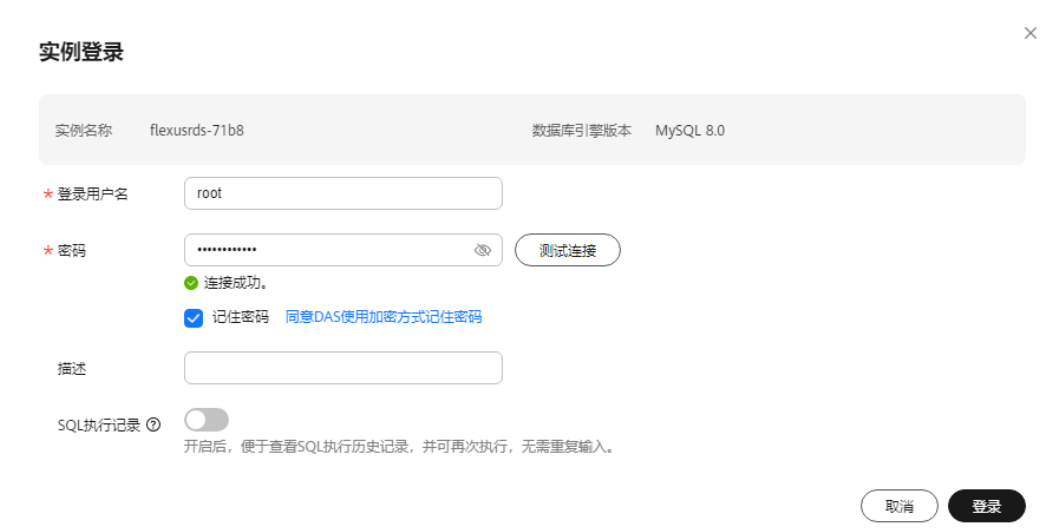 实例登录
实例名称 flexusrds-71b8 数据库引擎版本 MySQL 8.0
* 登录用户名 root
* 密码 •••••••••••• 测试连接
连接成功。
记住密码 同意DAS使用加密方式记住密码
描述
SQL执行记录 ?
开启后，便于查看SQL执行历史记录，并可再次执行，无需重复输入。
取消 登录